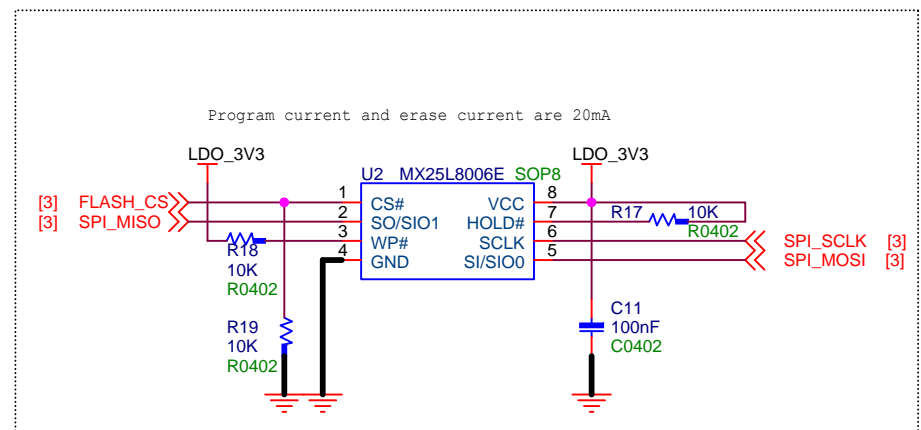 Program current and erase current are 20mA
LDO_3V3
LDO_3V3
U2 MX25L8006E SOP8
[3] FLASH_CS
1 CS#
VCC 8
[3] SPI_MISO
2 SO/SIO1
HOLD# 7
R17 10K
R0402
3 WP#
SCLK 6
SPI_SCLK [3]
4 GND
SI/SIO0 5
SPI_MOSI [3]
R18
10K
R0402
R19
10K
R0402
C11
100nF
C0402